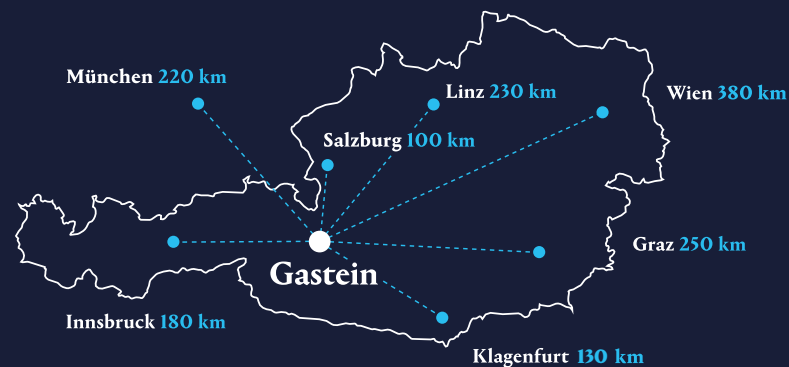 München 220 km
Linz 230 km
Wien 380 km
Salzburg 100 km
Graz 250 km
Gastein
Innsbruck 180 km
Klagenfurt 130 km